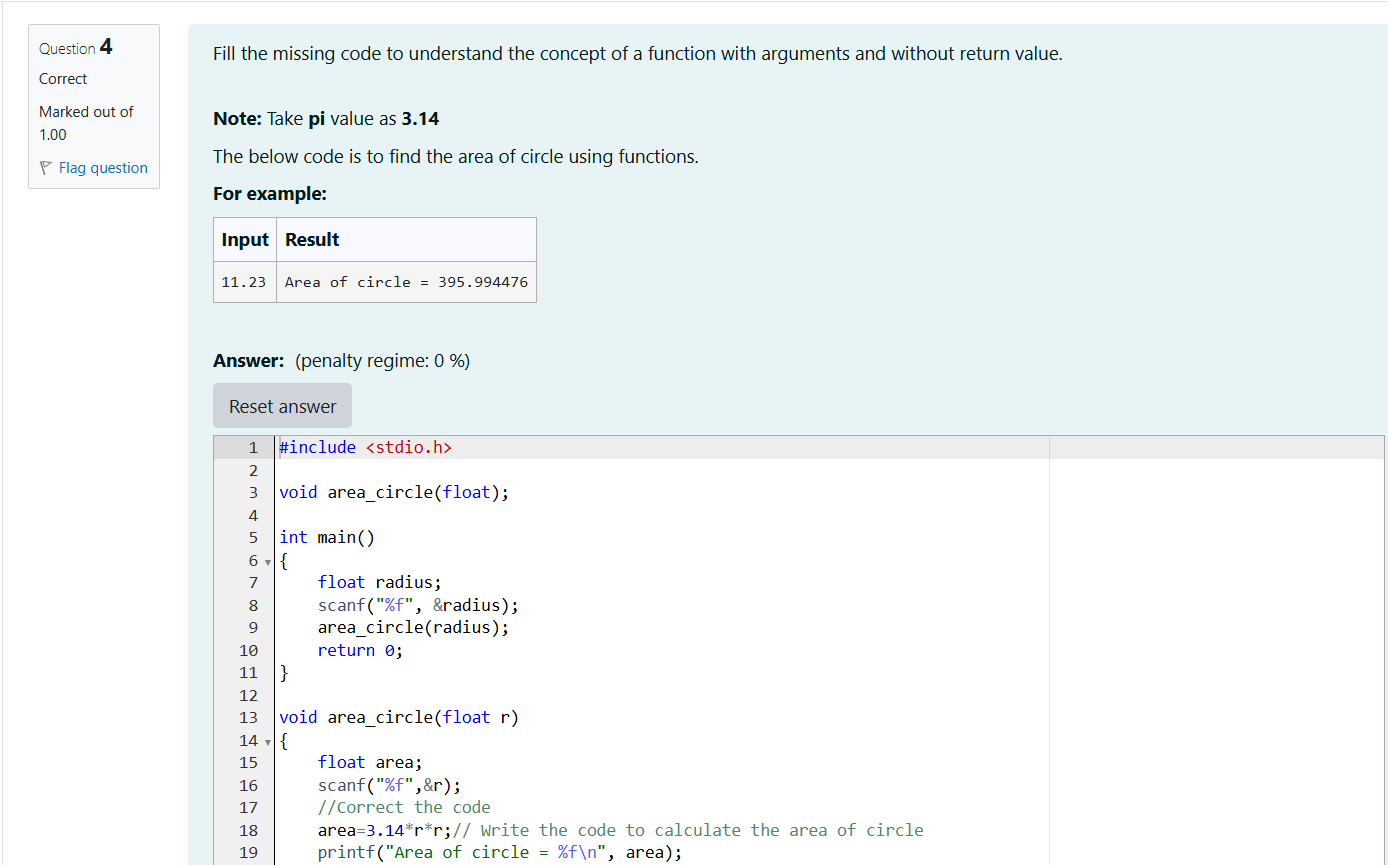 Question 4
Correct
Marked out of
1.00
Flag question
Fill the missing code to understand the concept of a function with arguments and without return value.
Note: Take pi value as 3.14
The below code is to find the area of circle using functions.
For example:
Input Result
11.23 Area of circle = 395.994476
Answer: (penalty regime: 0 %)
Reset answer
1 #include <stdio.h>
2
3 void area_circle(float);
4
5 int main()
6 {
7     float radius;
8     scanf("%f", &radius);
9     area_circle(radius);
10     return 0;
11 }
12
13 void area_circle(float r)
14 {
15     float area;
16     scanf("%f",&r);
17     //Correct the code
18     area=3.14*r*r;// Write the code to calculate the area of circle
19     printf("Area of circle = %f\n", area);